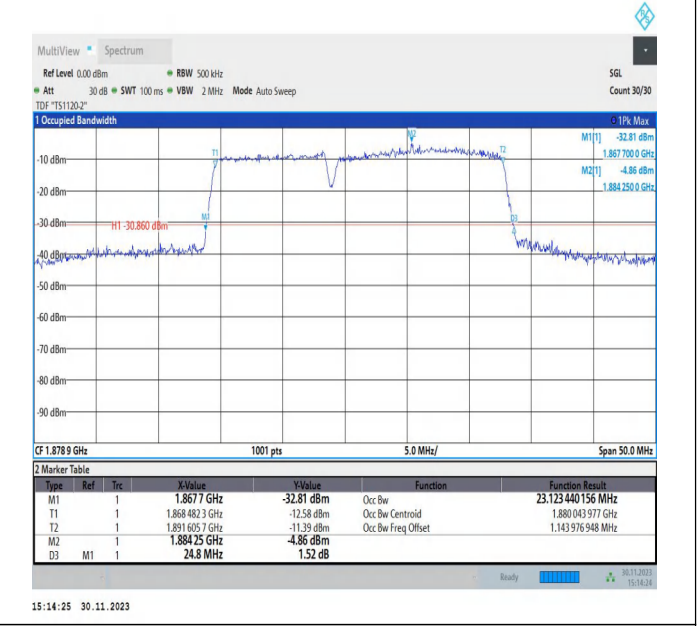 MultiView Spectrum
Ref Level 0.00 dBm RBW 500 kHz SGL
Att 30 dB SWT 100 ms VBW 2 MHz Mode Auto Sweep Count 30/30
TDF "TS1120-2"
1 Occupied Bandwidth 1Pk Max
M1[1] -32.81 dBm
1.867 700 0 GHz
M2[1] -4.86 dBm
1.884 250 0 GHz
M2
T1
T2
-10 dBm
-20 dBm
M1
D3
-30 dBm
H1 -30.860 dBm
-40 dBm
-50 dBm
-60 dBm
-70 dBm
-80 dBm
-90 dBm
CF 1.878 9 GHz 1001 pts 5.0 MHz/ Span 50.0 MHz
2 Marker Table
Type Ref Trc X-Value Y-Value Function Function Result
M1 1 1.867 7 GHz -32.81 dBm Occ Bw 23.123 440 156 MHz
T1 1 1.868 482 3 GHz -12.58 dBm Occ Bw Centroid 1.880 043 977 GHz
T2 1 1.891 605 7 GHz -11.39 dBm Occ Bw Freq Offset 1.143 976 948 MHz
M2 1 1.884 25 GHz -4.86 dBm
D3 M1 1 24.8 MHz 1.52 dB
Ready 30.11.2023
15:14:24
15:14:25 30.11.2023